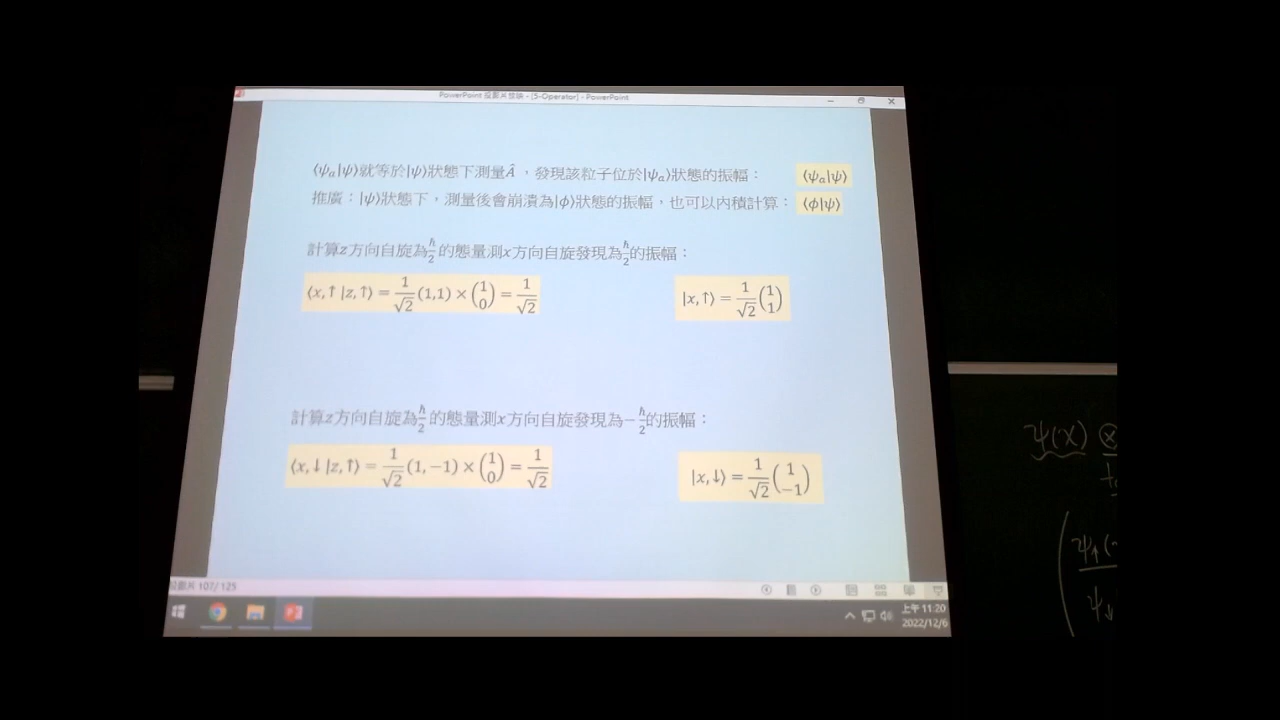 PowerPoint 投影片放映 - [5-Operator] - PowerPoint
⟨ψₐ|ψ⟩就等於|ψ⟩狀態下測量Â，發現該粒子位於|ψₐ⟩狀態的振幅： ⟨ψₐ|ψ⟩
推廣：|ψ⟩狀態下，測量後會崩潰為|ϕ⟩狀態的振幅，也可以內積計算： ⟨ϕ|ψ⟩
計算z方向自旋為ħ/2的態量測x方向自旋發現為ħ/2的振幅：
⟨x,↑|z,↑⟩ = 1/√2 (1,1) × (1 0) = 1/√2 |x,↑⟩ = 1/√2 (1 1)
計算z方向自旋為ħ/2的態量測x方向自旋發現為−ħ/2的振幅：
⟨x,↓|z,↑⟩ = 1/√2 (1,−1) × (1 0) = 1/√2 |x,↓⟩ = 1/√2 (1 −1)
投影片 107/125
上午 11:20
2022/12/6
ψ(x) ⊗
ψ↑(
ψ↓